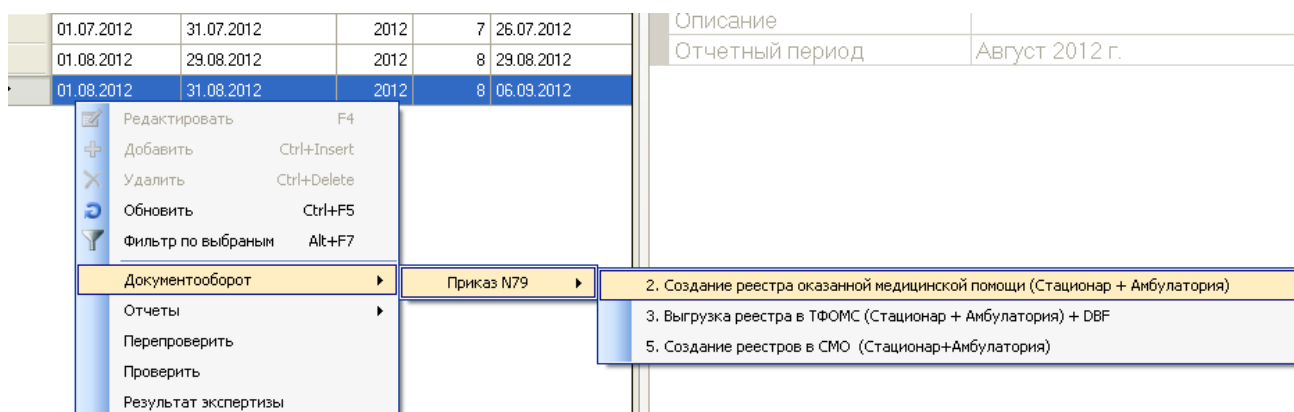 01.07.2012 31.07.2012 2012 7 26.07.2012 Описание
01.08.2012 29.08.2012 2012 8 29.08.2012 Отчетный период Август 2012 г.
01.08.2012 31.08.2012 2012 8 06.09.2012
Редактировать F4
Добавить Ctrl+Insert
Удалить Ctrl+Delete
Обновить Ctrl+F5
Фильтр по выбраным Alt+F7
Документооборот Приказ N79 2. Создание реестра оказанной медицинской помощи (Стационар + Амбулатория)
Отчеты 3. Выгрузка реестра в ТФОМС (Стационар + Амбулатория) + DBF
Перепроверить 5. Создание реестров в СМО (Стационар+Амбулатория)
Проверить
Результат экспертизы